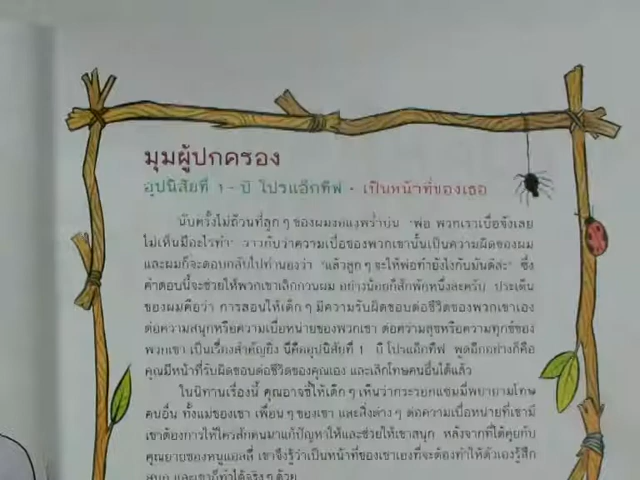 มุมผู้ปกครอง
อุปนิสัยที่ 1 - บี โปรแอ็กทีฟ - เป็นหน้าที่ของเธอ
นับครั้งไม่ถ้วนที่ลูก ๆ ของผม "พ่อ พวกเราเบื่อจังเลย
ไม่เห็นมีอะไรทำ" ราวกับว่าความเบื่อของพวกเขานั้นเป็นความผิดของผม
และผมก็จะตอบกลับไปทำนองว่า "แล้วลูก ๆ จะให้พ่อทำยังไงกับมันดีล่ะ" ซึ่ง
คำตอบนี้จะช่วยให้พวกเขาเลิกกวนผม อย่างน้อยก็สักพักหนึ่งละครับ ประเด็น
ของผมคือว่า การสอนให้เด็ก ๆ มีความรับผิดชอบต่อชีวิตของพวกเขาเอง
ต่อความสนุกหรือความเบื่อหน่ายของพวกเขา ต่อความสุขหรือความทุกข์ของ
พวกเขา เป็นเรื่องสำคัญยิ่ง นี่คืออุปนิสัยที่ 1 บี โปรแอ็กทีฟ พูดอีกอย่างก็คือ
คุณมีหน้าที่รับผิดชอบต่อชีวิตของคุณเอง และเลิกโทษคนอื่นได้แล้ว
ในนิทานเรื่องนี้ คุณอาจชี้ให้เด็ก ๆ เห็นว่ากระรอกแซมมี่พยายามโทษ
คนอื่น ทั้งแม่ของเขา เพื่อน ๆ ของเขา และสิ่งต่าง ๆ ต่อความเบื่อหน่ายที่เขามี
เขาต้องการให้ใครสักคนมาแก้ปัญหาให้และช่วยให้เขาสนุก หลังจากที่ได้คุยกับ
คุณยายของหนูแอลลี่ เขาจึงรู้ว่าเป็นหน้าที่ของเขาเองที่จะต้องทำให้ตัวเองรู้สึก
สนุก และเขาก็ทำได้จริง ๆ ด้วย